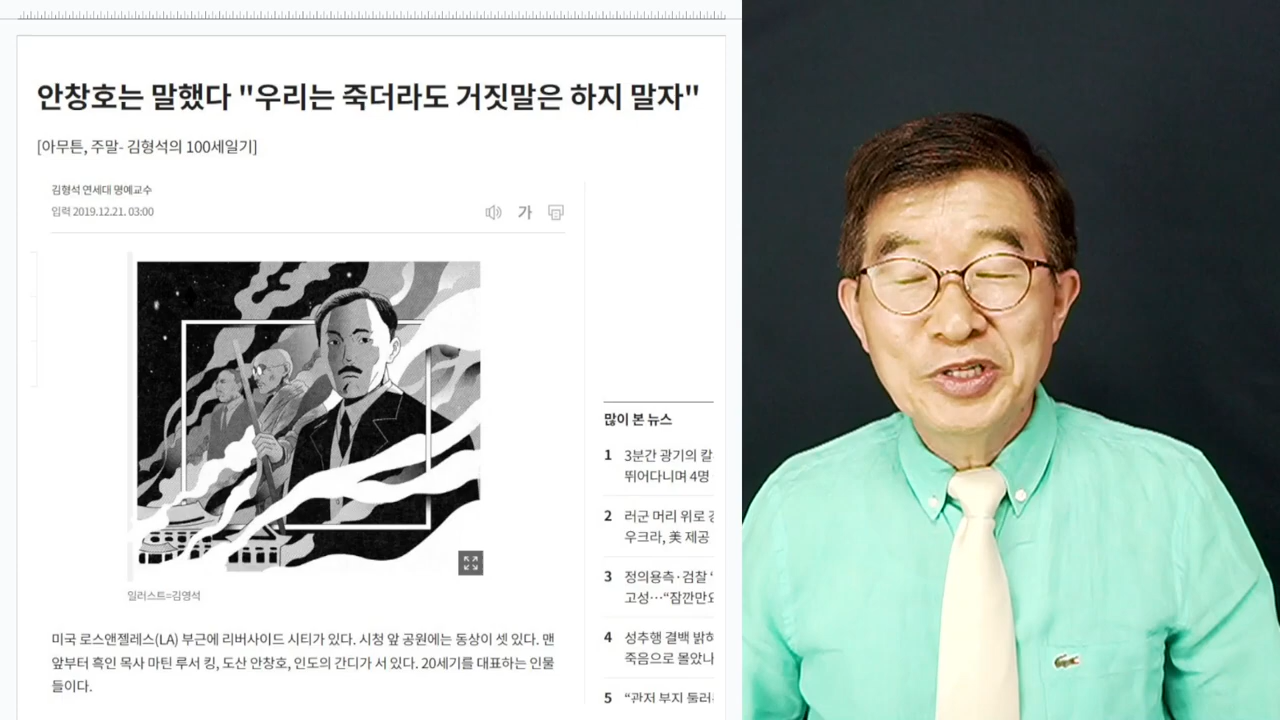 안창호는 말했다 "우리는 죽더라도 거짓말은 하지 말자"
[아무튼, 주말- 김형석의 100세일기]
김형석 연세대 명예교수
입력 2019.12.21. 03:00
가
일러스트=김영석
미국 로스앤젤레스(LA) 부근에 리버사이드 시티가 있다. 시청 앞 공원에는 동상이 셋 있다. 맨
앞부터 흑인 목사 마틴 루서 킹, 도산 안창호, 인도의 간디가 서 있다. 20세기를 대표하는 인물
들이다.
많이 본 뉴스
1 3분간 광기의 칼
뛰어다니며 4명
2 러군 머리 위로
우크라, 美 제공
3 정의용측·검찰 '
고성…“잠깐만요
4 성추행 결백 밝히
죽음으로 몰았나
5 “관저 부지 둘러